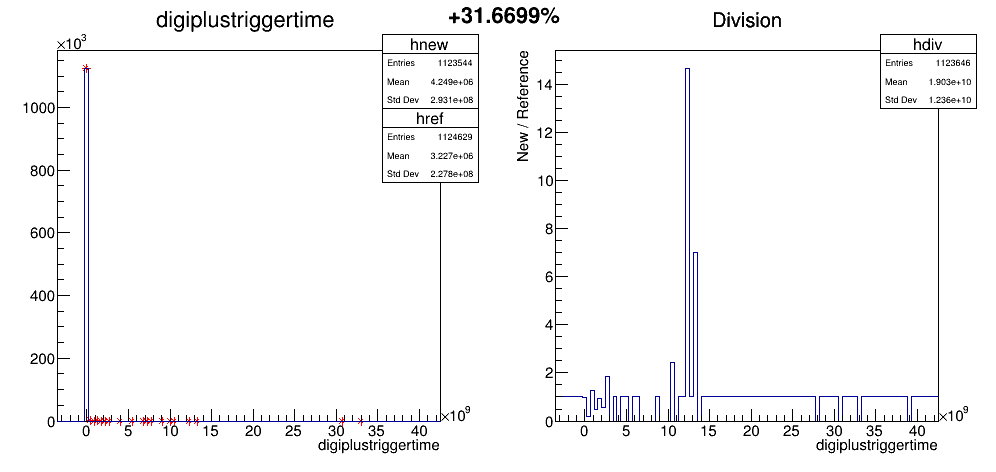 digiplustriggertime
+31.6699%
Division
×10³
hnew
Entries 1123544
Mean 4.249e+06
Std Dev 2.931e+08
href
Entries 1124629
Mean 3.227e+06
Std Dev 2.278e+08
1000
800
600
400
200
0
0 5 10 15 20 25 30 35 40
×10⁹
digiplustriggertime
New / Reference
hdiv
Entries 1123646
Mean 1.903e+10
Std Dev 1.236e+10
14
12
10
8
6
4
2
0
0 5 10 15 20 25 30 35 40
×10⁹
digiplustriggertime